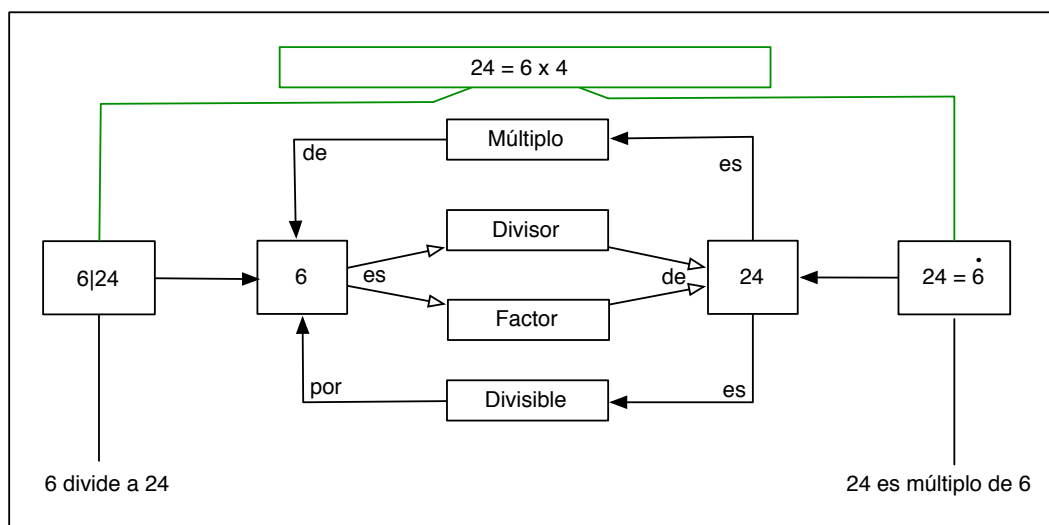 24 = 6 x 4
Múltiplo
de
es
Divisor
6|24
6
es
de
24
24 = 6̇
Factor
por
Divisible
es
6 divide a 24
24 es múltiplo de 6